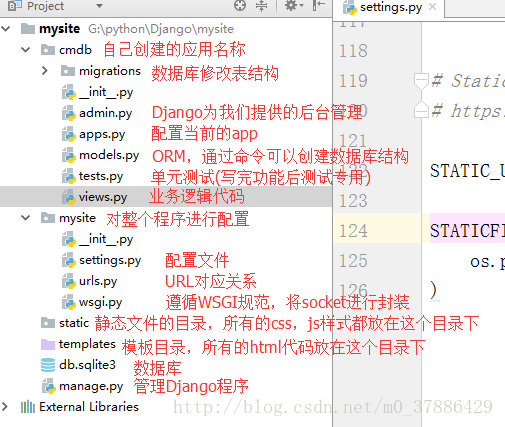 Project
settings.py
mysite G:\python\Django\mysite
cmdb 自己创建的应用名称
migrations 数据库修改表结构
__init__.py
admin.py Django为我们提供的后台管理
apps.py 配置当前的app
models.py ORM，通过命令可以创建数据库结构
tests.py 单元测试(写完功能后测试专用)
views.py 业务逻辑代码
mysite 对整个程序进行配置
__init__.py
settings.py 配置文件
urls.py URL对应关系
wsgi.py 遵循WSGI规范，将socket进行封装
static 静态文件的目录，所有的css，js样式都放在这个目录下
templates 模板目录，所有的html代码放在这个目录下
db.sqlite3 数据库
manage.py 管理Django程序
External Libraries
117
118
119 # Stati
120 # https
121
122 STATIC_U
123
124 STATICFI
125 os.p
126 )
http://blog.csdn.net/m0_37886429